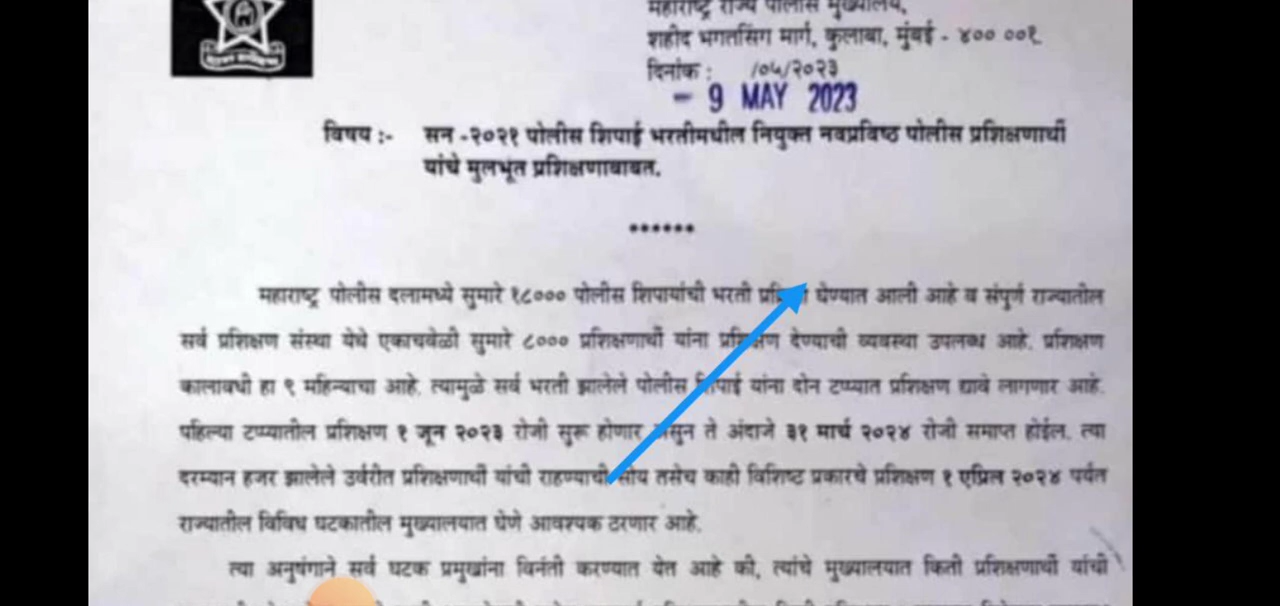 महाराष्ट्र राज्य पोलीस मुख्यालय,
शहीद भगतसिंग मार्ग, कुलाबा, मुंबई - ४०० ००१
दिनांक : /०५/२०२३
- 9 MAY 2023
विषय :- सन -२०२१ पोलीस शिपाई भरतीमधील नियुक्त नवप्रविष्ठ पोलीस प्रशिक्षणार्थी
यांचे मुलभूत प्रशिक्षणाबाबत.
******
महाराष्ट्र पोलीस दलामध्ये सुमारे १८००० पोलीस शिपायांची भरती घेण्यात आली आहे व संपुर्ण राज्यातील
सर्व प्रशिक्षण संस्था येथे एकाचवेळी सुमारे ८००० प्रशिक्षणार्थी यांना प्रशिक्षण देण्याची व्यवस्था उपलब्ध आहे. प्रशिक्षण
कालावधी हा ९ महिन्याचा आहे. त्यामुळे सर्व भरती झालेले पोलीस शिपाई यांना दोन टप्यात प्रशिक्षण द्यावे लागणार आहे.
पहिल्या टप्यातील प्रशिक्षण १ जून २०२३ रोजी सुरू होणार असुन ते अंदाजे ३१ मार्च २०२४ रोजी समाप्त होईल. त्या
दरम्यान हजर झालेले उर्वरीत प्रशिक्षणार्थी यांची राहण्याची सोय तसेच काही विशिष्ट प्रकारचे प्रशिक्षण १ एप्रिल २०२४ पर्यंत
राज्यातील विविध घटकातील मुख्यालयात घेणे आवश्यक ठरणार आहे.
त्या अनुषंगाने सर्व घटक प्रमुखांना विनंती करण्यात येत आहे की, त्यांचे मुख्यालयात किती प्रशिक्षणार्थी यांची